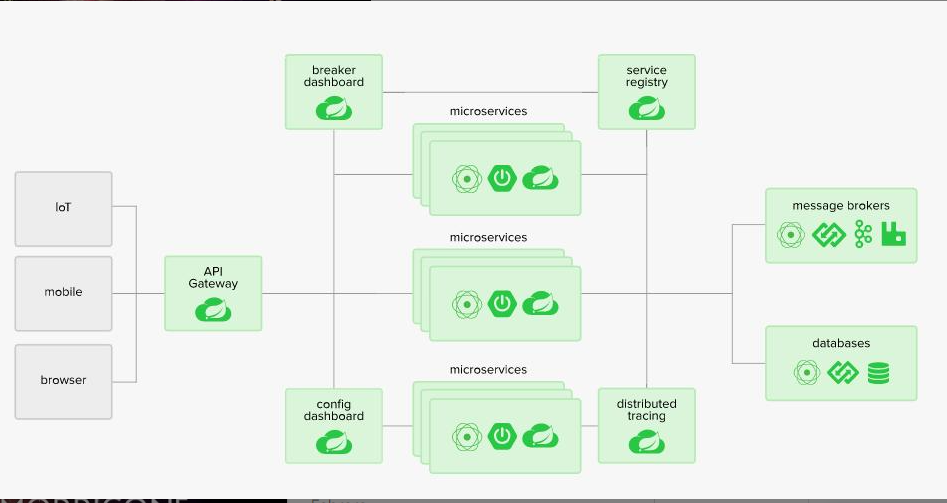 breaker
dashboard
service
registry
microservices
IoT
message brokers
microservices
API
Gateway
mobile
databases
microservices
browser
config
dashboard
distributed
tracing